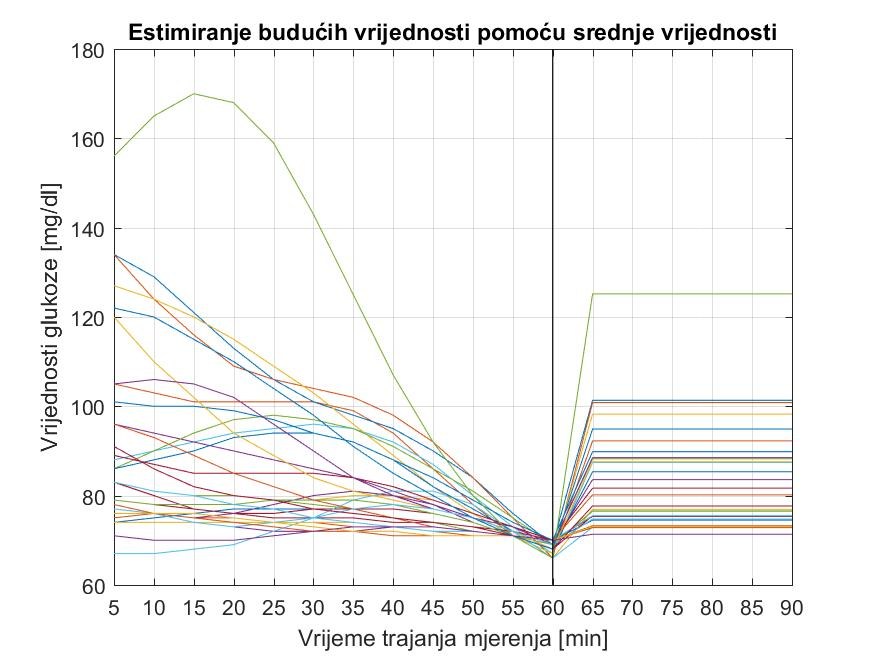 Estimiranje budućih vrijednosti pomoću srednje vrijednosti
180
160
140
120
100
80
60
Vrijednosti glukoze [mg/dl]
5 10 15 20 25 30 35 40 45 50 55 60 65 70 75 80 85 90
Vrijeme trajanja mjerenja [min]